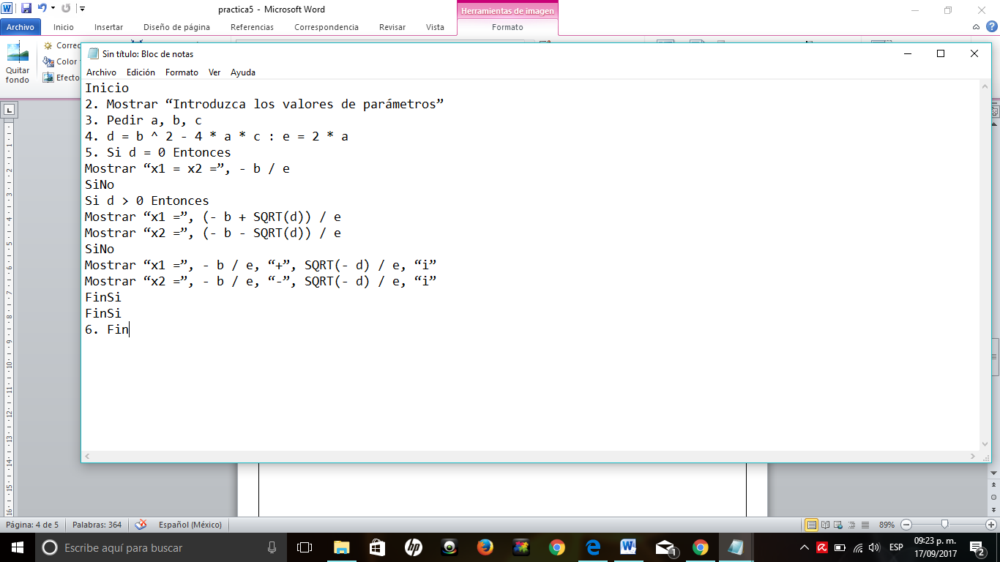 practica5 - Microsoft Word
Herramientas de imagen
Archivo Inicio Insertar Diseño de página Referencias Correspondencia Revisar Vista Formato
Quitar fondo
Color
Efecto
Sin título: Bloc de notas
Archivo Edición Formato Ver Ayuda
Inicio
2. Mostrar “Introduzca los valores de parámetros”
3. Pedir a, b, c
4. d = b ^ 2 - 4 * a * c : e = 2 * a
5. Si d = 0 Entonces
Mostrar “x1 = x2 =”, - b / e
SiNo
Si d > 0 Entonces
Mostrar “x1 =”, (- b + SQRT(d)) / e
Mostrar “x2 =”, (- b - SQRT(d)) / e
SiNo
Mostrar “x1 =”, - b / e, “+”, SQRT(- d) / e, “i”
Mostrar “x2 =”, - b / e, “-”, SQRT(- d) / e, “i”
FinSi
FinSi
6. Fin
Página: 4 de 5 Palabras: 364 Español (México) 89%
Escribe aquí para buscar
ESP
09:23 p. m.
17/09/2017